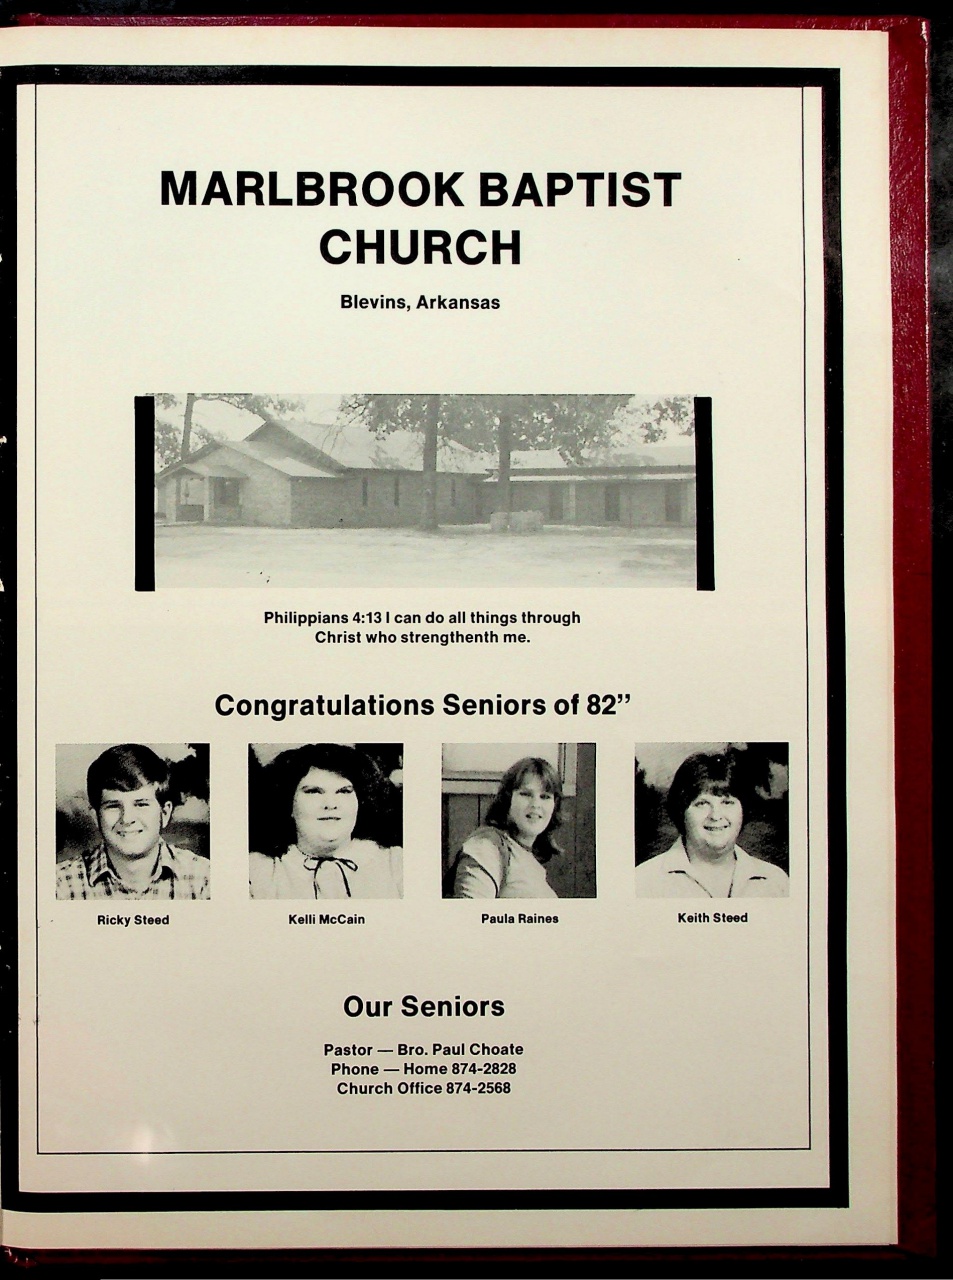 MARLBROOK BAPTIST
CHURCH
Blevins, Arkansas
Philippians 4:13 I can do all things through
Christ who strengthenth me.
Congratulations Seniors of 82”
Ricky Steed
Kelli McCain
Paula Raines
Keith Steed
Our Seniors
Pastor — Bro. Paul Choate
Phone — Home 874-2828
Church Office 874-2568